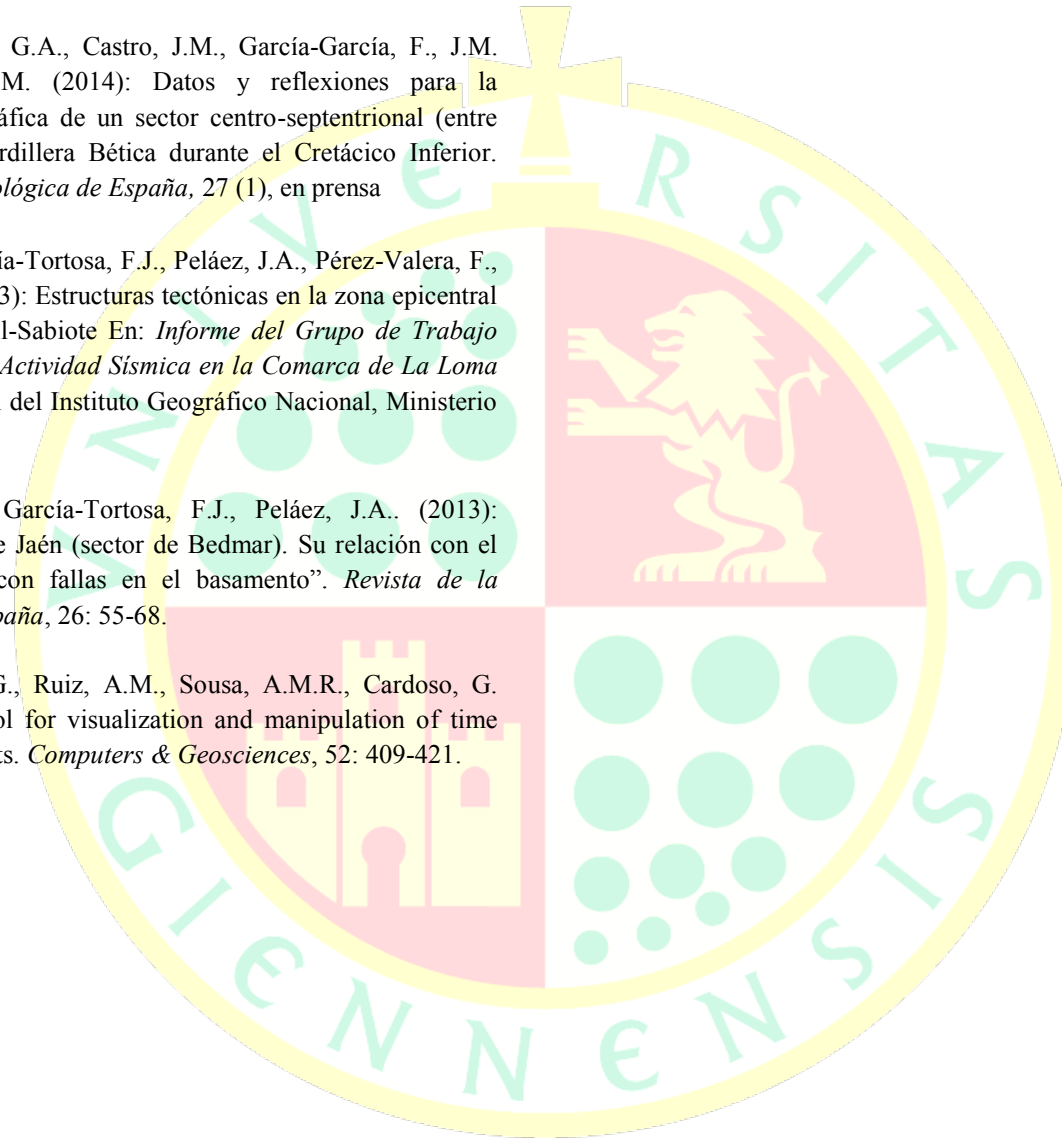 G.A., Castro, J.M., García-García, F., J.M.
.M. (2014): Datos y reflexiones para la
áfica de un sector centro-septentrional (entre
rdillera Bética durante el Cretácico Inferior.
ológica de España, 27 (1), en prensa
ía-Tortosa, F.J., Peláez, J.A., Pérez-Valera, F.,
3): Estructuras tectónicas en la zona epicentral
l-Sabiote En: Informe del Grupo de Trabajo
Actividad Sísmica en la Comarca de La Loma
del Instituto Geográfico Nacional, Ministerio
García-Tortosa, F.J., Peláez, J.A.. (2013):
e Jaén (sector de Bedmar). Su relación con el
con fallas en el basamento”. Revista de la
paña, 26: 55-68.
G., Ruiz, A.M., Sousa, A.M.R., Cardoso, G.
ol for visualization and manipulation of time
ts. Computers & Geosciences, 52: 409-421.
VNIVERSITAS
GIENNENSIS